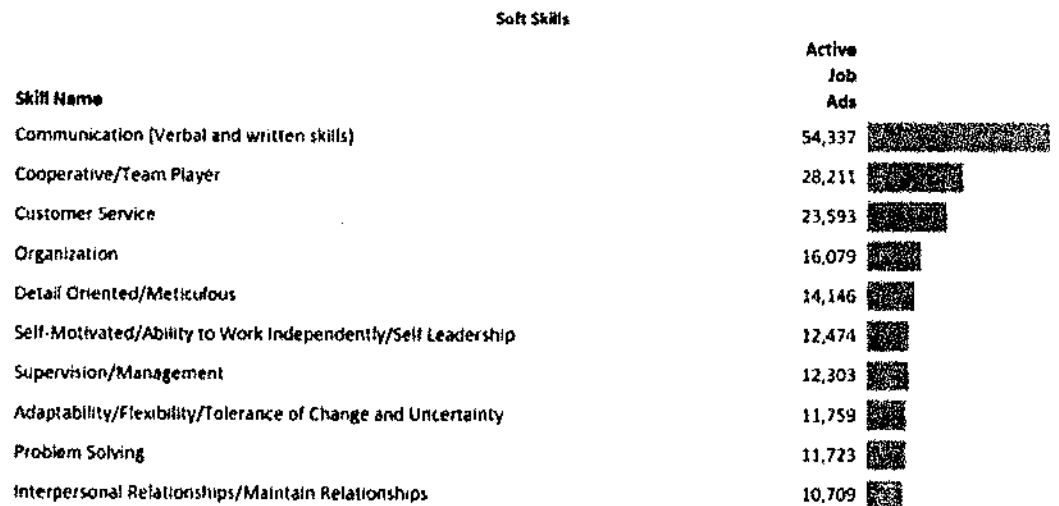 Soft Skills
Active
Job
Skill Name Ads
Communication (Verbal and written skills) 54,337
Cooperative/Team Player 28,211
Customer Service 23,593
Organization 16,079
Detail Oriented/Meticulous 14,146
Self-Motivated/Ability to Work Independently/Self Leadership 12,474
Supervision/Management 12,303
Adaptability/Flexibility/Tolerance of Change and Uncertainty 11,759
Problem Solving 11,723
Interpersonal Relationships/Maintain Relationships 10,709